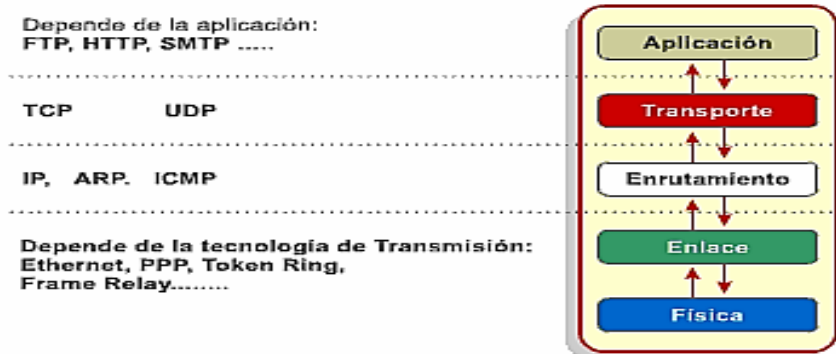 Depende de la aplicación:
FTP, HTTP, SMTP .....
Aplicación
TCP UDP
Transporte
IP, ARP. ICMP
Enrutamiento
Depende de la tecnología de Transmisión:
Ethernet, PPP, Token Ring,
Frame Relay........
Enlace
Física